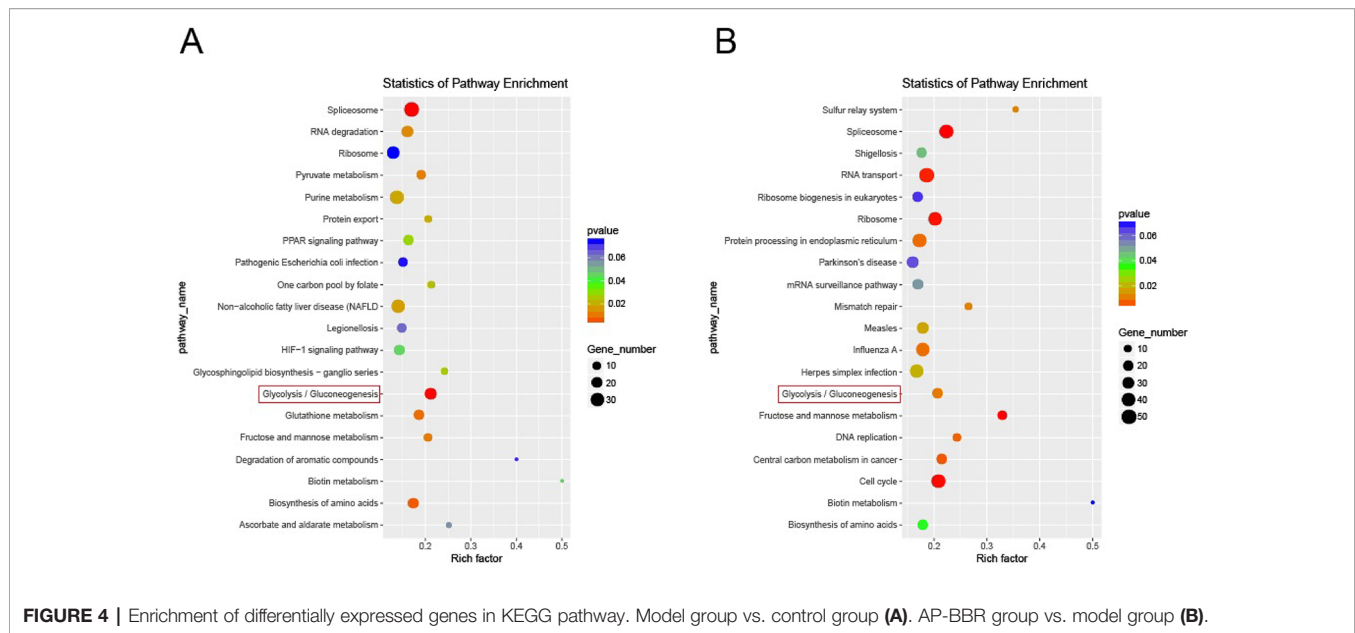 A
Statistics of Pathway Enrichment
pathway_name
Spliceosome
RNA degradation
Ribosome
Pyruvate metabolism
Purine metabolism
Protein export
PPAR signaling pathway
Pathogenic Escherichia coli infection
One carbon pool by folate
Non-alcoholic fatty liver disease (NAFLD
Legionellosis
HIF-1 signaling pathway
Glycosphingolipid biosynthesis - ganglio series
Glycolysis / Gluconeogenesis
Glutathione metabolism
Fructose and mannose metabolism
Degradation of aromatic compounds
Biotin metabolism
Biosynthesis of amino acids
Ascorbate and aldarate metabolism
0.2 0.3 0.4 0.5
Rich factor
pvalue
0.06
0.04
0.02
Gene_number
10
20
30
B
Statistics of Pathway Enrichment
pathway_name
Sulfur relay system
Spliceosome
Shigellosis
RNA transport
Ribosome biogenesis in eukaryotes
Ribosome
Protein processing in endoplasmic reticulum
Parkinson's disease
mRNA surveillance pathway
Mismatch repair
Measles
Influenza A
Herpes simplex infection
Glycolysis / Gluconeogenesis
Fructose and mannose metabolism
DNA replication
Central carbon metabolism in cancer
Cell cycle
Biotin metabolism
Biosynthesis of amino acids
0.2 0.3 0.4 0.5
Rich factor
pvalue
0.06
0.04
0.02
Gene_number
10
20
30
40
50
FIGURE 4 | Enrichment of differentially expressed genes in KEGG pathway. Model group vs. control group (A). AP-BBR group vs. model group (B).